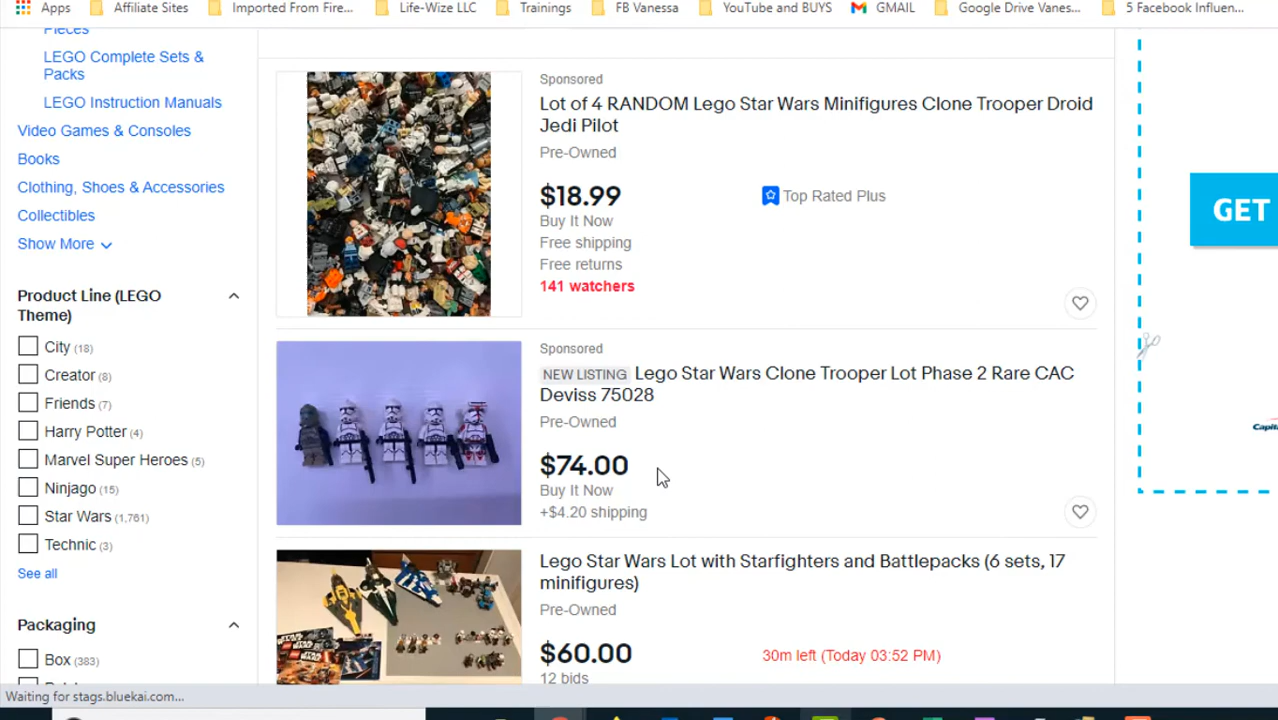 Apps
Affiliate Sites
Imported From Fire...
Life-Wize LLC
Trainings
FB Vanessa
YouTube and BUYS
GMAIL
Google Drive Vanes...
5 Facebook Influen...
Pieces
LEGO Complete Sets &
Packs
LEGO Instruction Manuals
Video Games & Consoles
Books
Clothing, Shoes & Accessories
Collectibles
Show More
Product Line (LEGO
Theme)
City (18)
Creator (8)
Friends (7)
Harry Potter (4)
Marvel Super Heroes (5)
Ninjago (15)
Star Wars (1,761)
Technic (3)
See all
Packaging
Box (383)
Waiting for stags.bluekai.com...
Sponsored
Lot of 4 RANDOM Lego Star Wars Minifigures Clone Trooper Droid
Jedi Pilot
Pre-Owned
$18.99
Top Rated Plus
Buy It Now
Free shipping
Free returns
141 watchers
Sponsored
NEW LISTING Lego Star Wars Clone Trooper Lot Phase 2 Rare CAC
Deviss 75028
Pre-Owned
$74.00
Buy It Now
+$4.20 shipping
Lego Star Wars Lot with Starfighters and Battlepacks (6 sets, 17
minifigures)
Pre-Owned
$60.00
30m left (Today 03:52 PM)
12 bids
GET